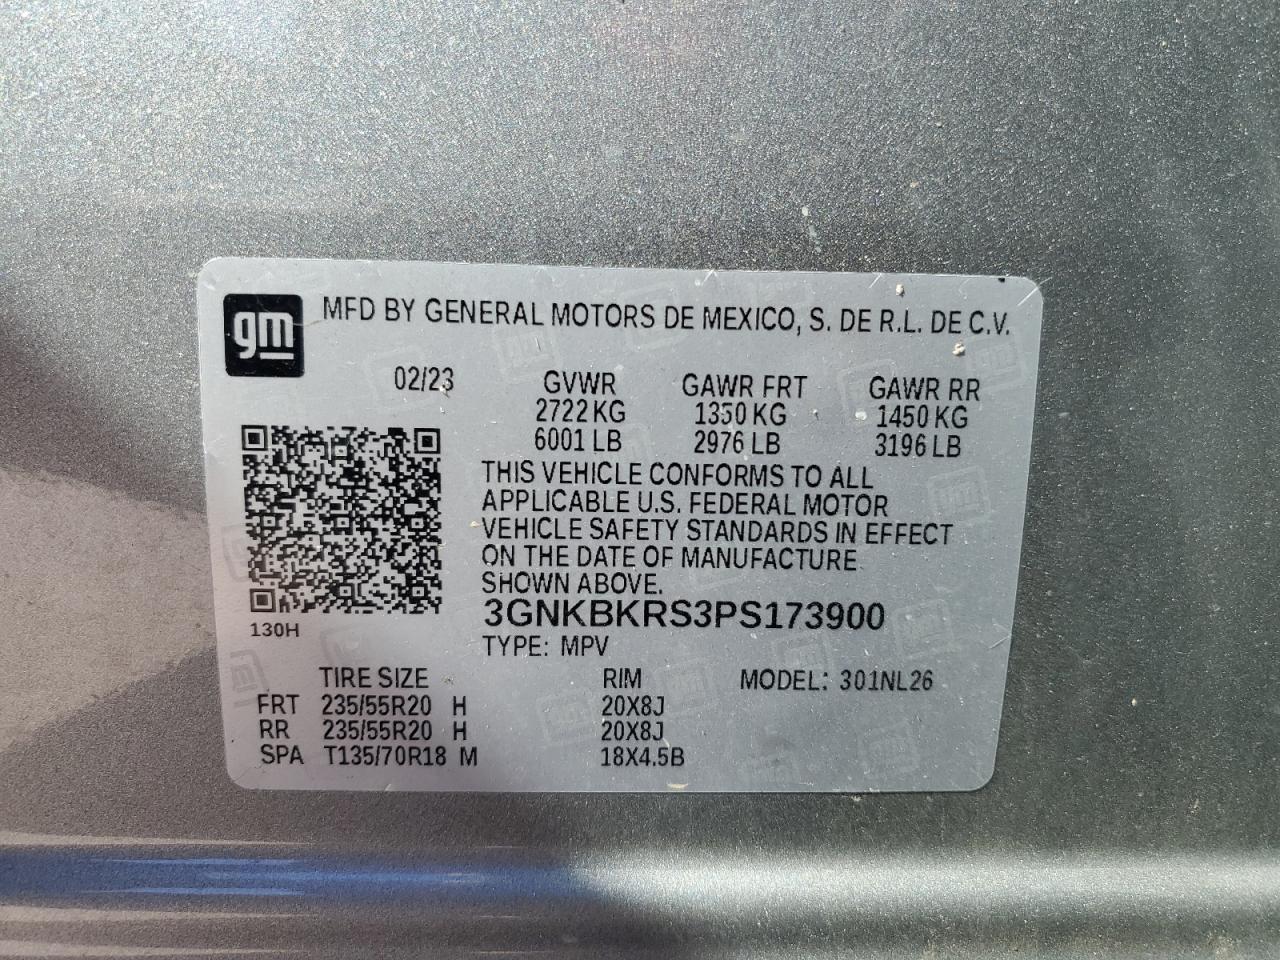 gm MFD BY GENERAL MOTORS DE MEXICO, S. DE R.L. DE C.V.
02/23 GVWR GAWR FRT GAWR RR
2722 KG 1350 KG 1450 KG
6001 LB 2976 LB 3196 LB
THIS VEHICLE CONFORMS TO ALL
APPLICABLE U.S. FEDERAL MOTOR
VEHICLE SAFETY STANDARDS IN EFFECT
ON THE DATE OF MANUFACTURE
SHOWN ABOVE.
3GNKBKRS3PS173900
130H
TYPE: MPV
TIRE SIZE RIM MODEL: 301NL26
FRT 235/55R20 H 20X8J
RR 235/55R20 H 20X8J
SPA T135/70R18 M 18X4.5B